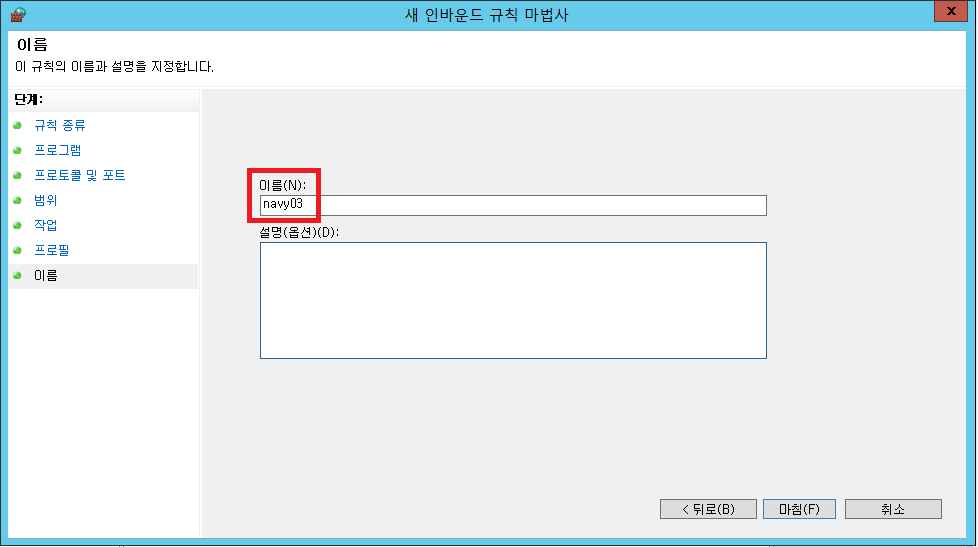 새 인바운드 규칙 마법사
x
이름
이 규칙의 이름과 설명을 지정합니다.
단계:
규칙 종류
프로그램
프로토콜 및 포트
범위
작업
프로필
이름
이름(N):
navy03
설명(옵션)(D):
< 뒤로(B) 마침(F) 취소